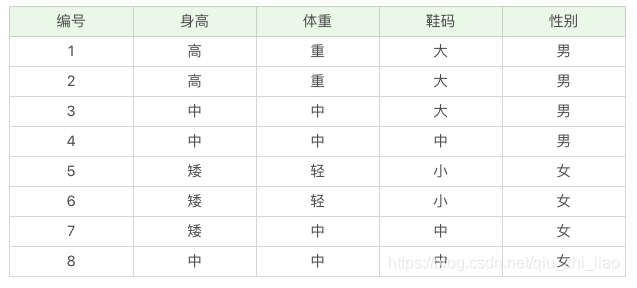 编号 身高 体重 鞋码 性别
1 高 重 大 男
2 高 重 大 男
3 中 中 大 男
4 中 中 中 男
5 矮 轻 小 女
6 矮 轻 小 女
7 矮 中 中 女
8 中 中 中 女
https://blog.csdn.net/qiu_zhi_liao